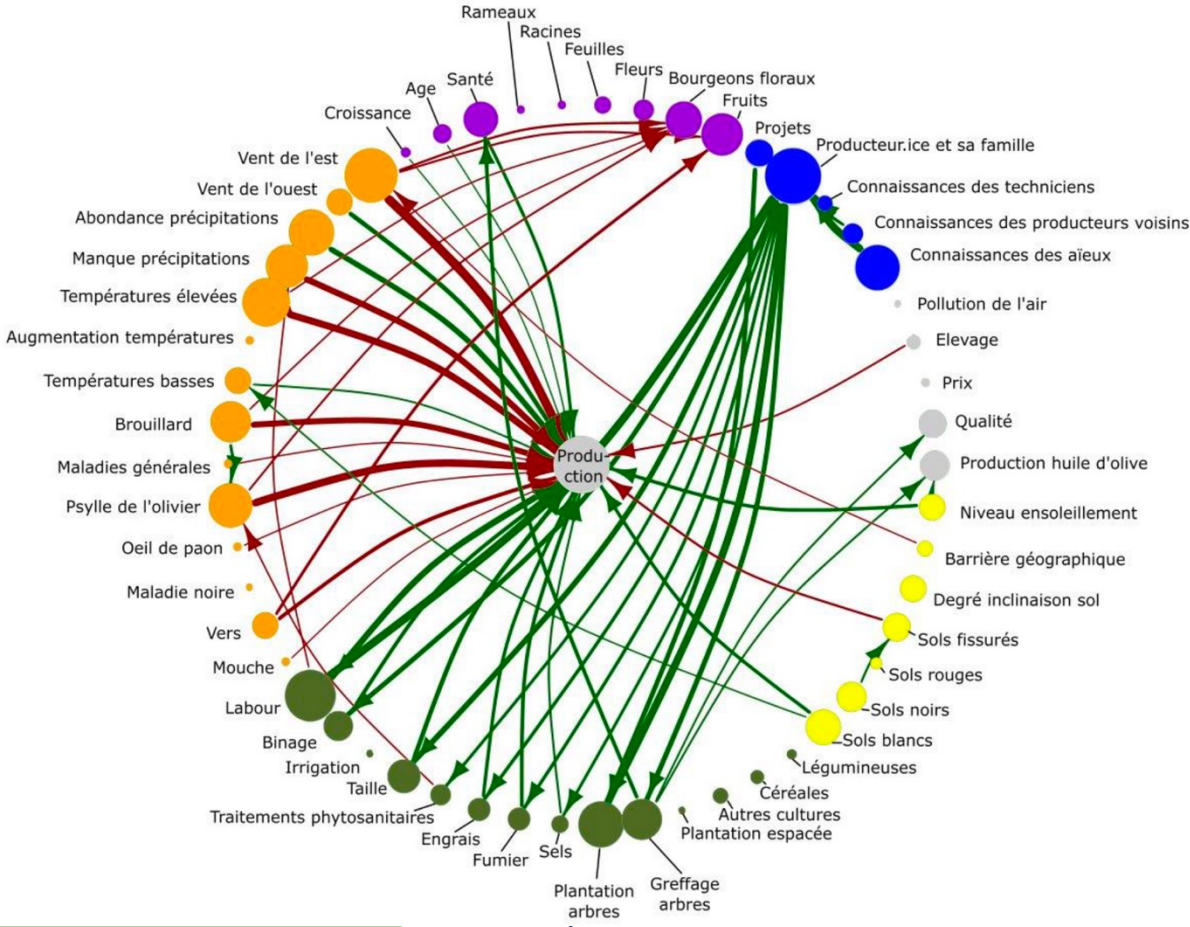 Rameaux
Racines
Feuilles
Fleurs
Bourgeons floraux
Fruits
Projets
Producteur.ice et sa famille
Connaissances des techniciens
Connaissances des producteurs voisins
Connaissances des aïeux
Pollution de l'air
Elevage
Prix
Qualité
Production huile d'olive
Niveau ensoleillement
Barrière géographique
Degré inclinaison sol
Sols fissurés
Sols rouges
Sols noirs
Sols blancs
Légumineuses
Céréales
Autres cultures
Plantation espacée
Greffage
arbres
Plantation
arbres
Sels
Fumier
Engrais
Traitements phytosanitaires
Taille
Irrigation
Binage
Labour
Mouche
Vers
Maladie noire
Oeil de paon
Psylle de l'olivier
Maladies générales
Brouillard
Températures basses
Augmentation températures
Températures élevées
Manque précipitations
Abondance précipitations
Vent de l'ouest
Vent de l'est
Croissance
Age
Santé
Produ-
ction